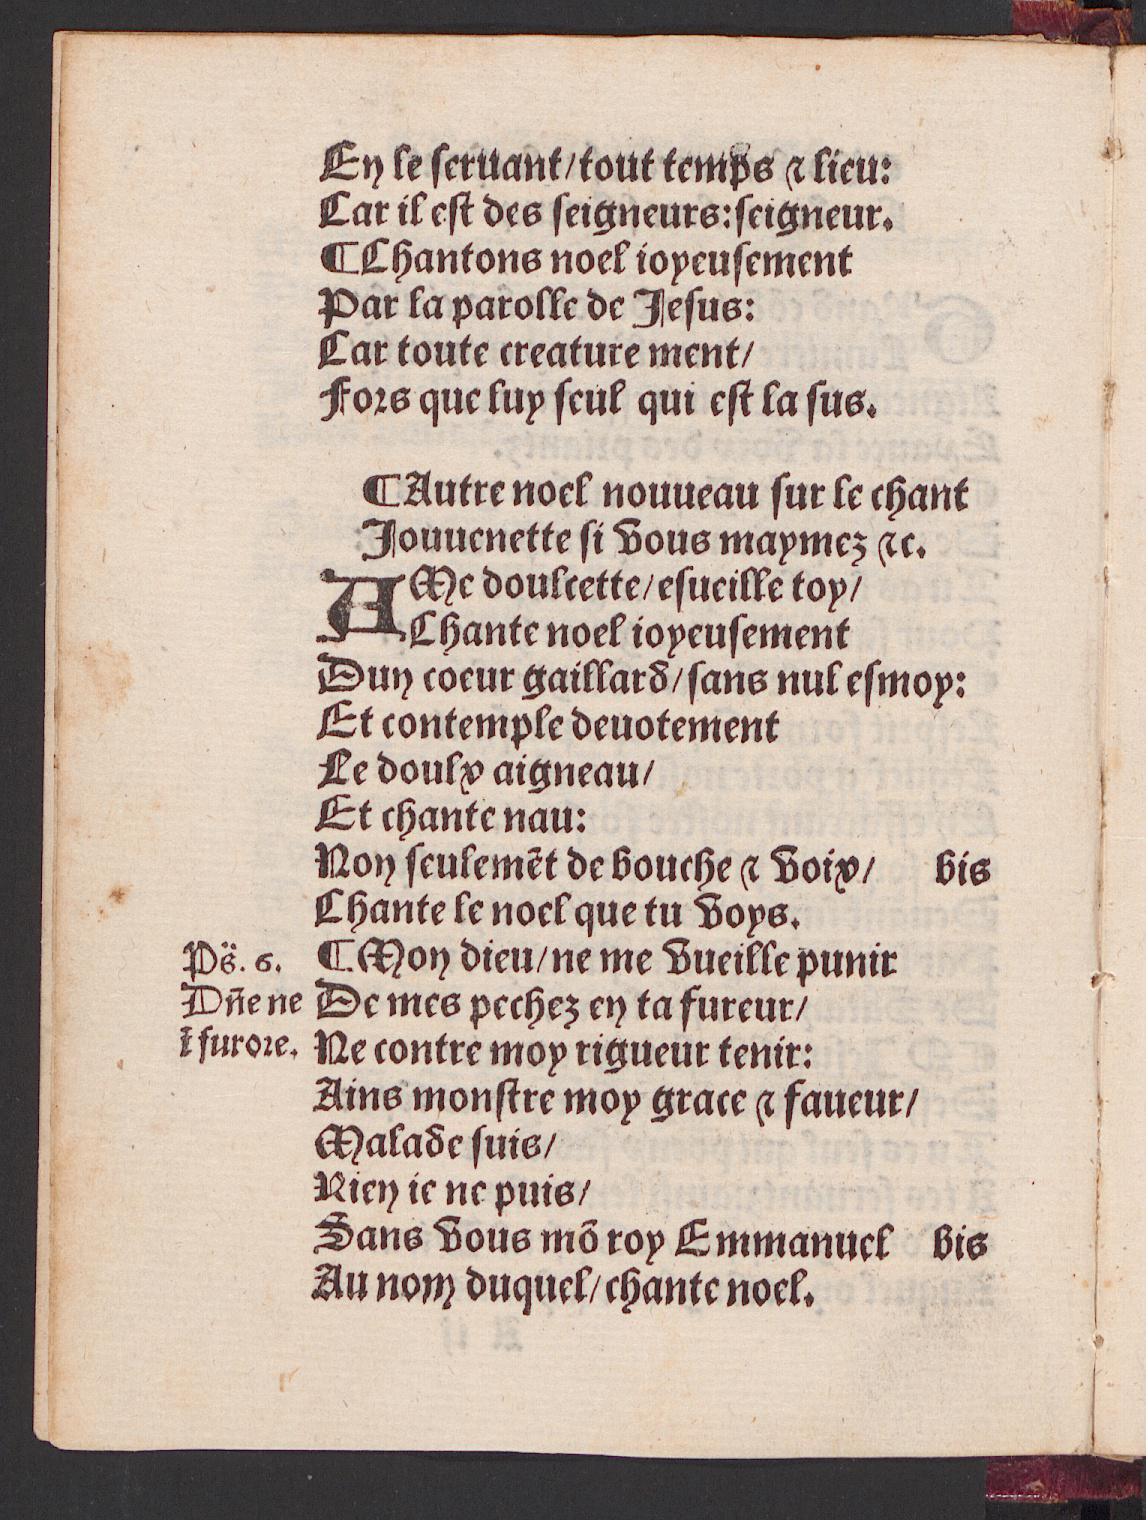 En le seruant/tout temps ⁊ lieu:
Car il est des seigneurs:seigneur.
¶Chantons noel ioyeusement
Par la parolle de Jesus:
Car toute creature ment/
Fors que luy seul qui est la sus.
¶Autre noel nouueau sur le chant
Jouuenette si vous maymez ⁊c.
AMe doulcette/esueille toy/
Chante noel ioyeusement
Dun coeur gaillard/sans nul esmoy:
Et contemple deuotement
Le doulx aigneau/
Et chante nau:
Non seulemēt de bouche ⁊ voix/ bis
Chante le noel que tu voys.
Ps̈. 6.
Dn̄e ne
ī furore.
¶Mon dieu/ne me vueille punir
De mes pechez en ta fureur/
Ne contre moy rigueur tenir:
Ains monstre moy grace ⁊ faueur/
Malade suis/
Rien ie ne puis/
Sans vous mō roy Emmanuel bis
Au nom duquel/chante noel.